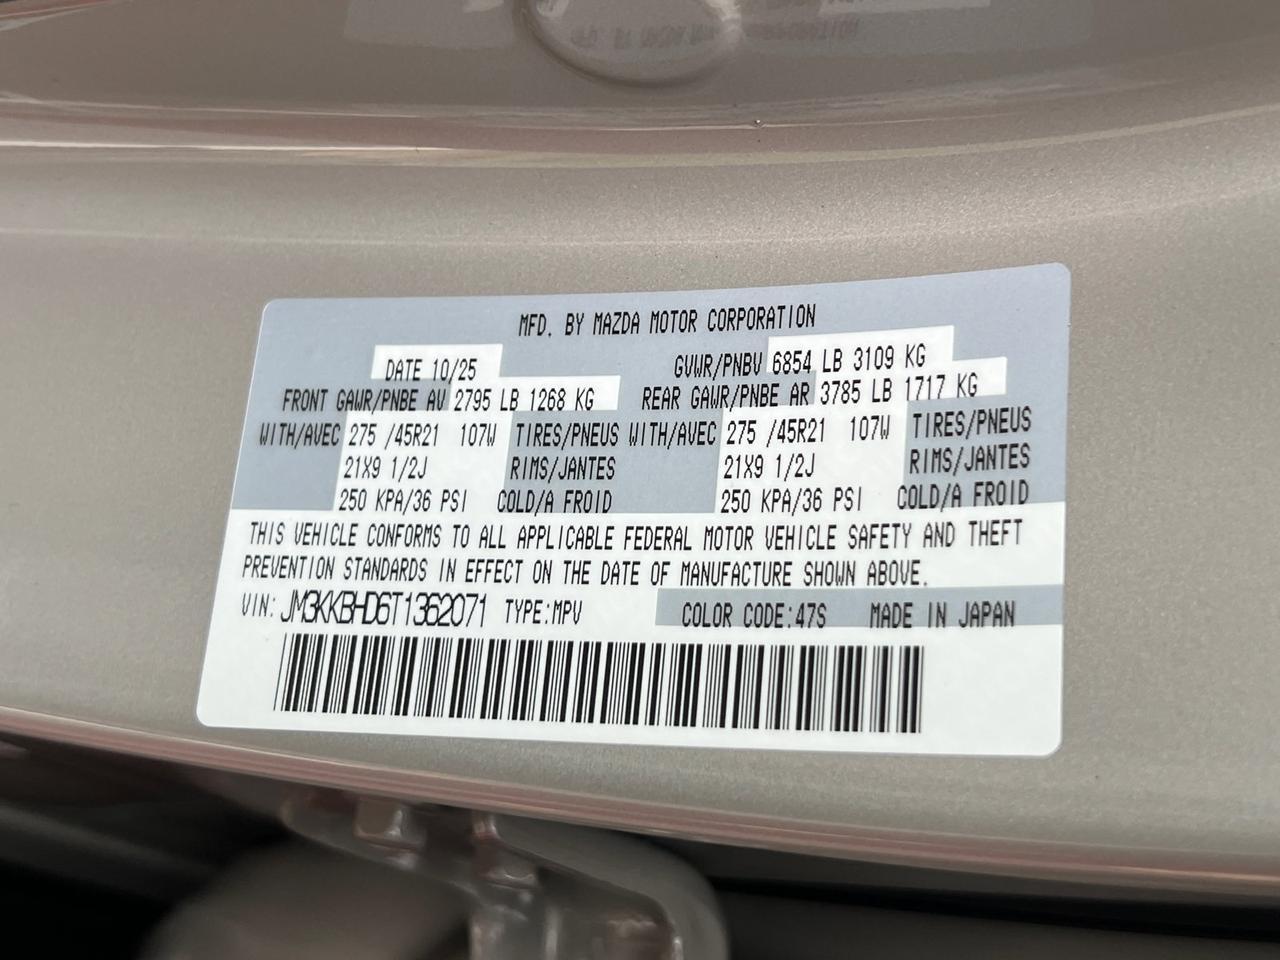 MFD. BY MAZDA MOTOR CORPORATION
DATE 10/25 GVWR/PNBV 6854 LB 3109 KG
FRONT GAWR/PNBE AV 2795 LB 1268 KG REAR GAWR/PNBE AR 3785 LB 1717 KG
WITH/AVEC 275 /45R21 107W TIRES/PNEUS WITH/AVEC 275 /45R21 107W TIRES/PNEUS
21X9 1/2J RIMS/JANTES 21X9 1/2J RIMS/JANTES
250 KPA/36 PSI COLD/A FROID 250 KPA/36 PSI COLD/A FROID
THIS VEHICLE CONFORMS TO ALL APPLICABLE FEDERAL MOTOR VEHICLE SAFETY AND THEFT
PREVENTION STANDARDS IN EFFECT ON THE DATE OF MANUFACTURE SHOWN ABOVE.
VIN: JM3KKBHD6T1362071 TYPE:MPV COLOR CODE:47S MADE IN JAPAN